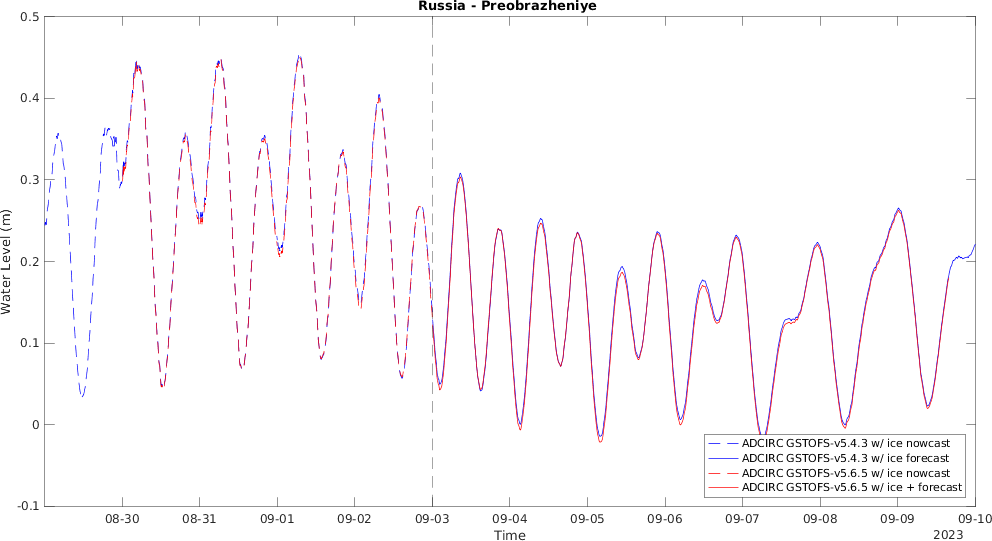 Russia - Preobrazheniye
0.5
0.4
0.3
0.2
0.1
0
-0.1
Water Level (m)
ADCIRC GSTOFS-v5.4.3 w/ ice nowcast
ADCIRC GSTOFS-v5.4.3 w/ ice forecast
ADCIRC GSTOFS-v5.6.5 w/ ice nowcast
ADCIRC GSTOFS-v5.6.5 w/ ice + forecast
08-30 08-31 09-01 09-02 09-03 09-04 09-05 09-06 09-07 09-08 09-09 09-10
Time
2023